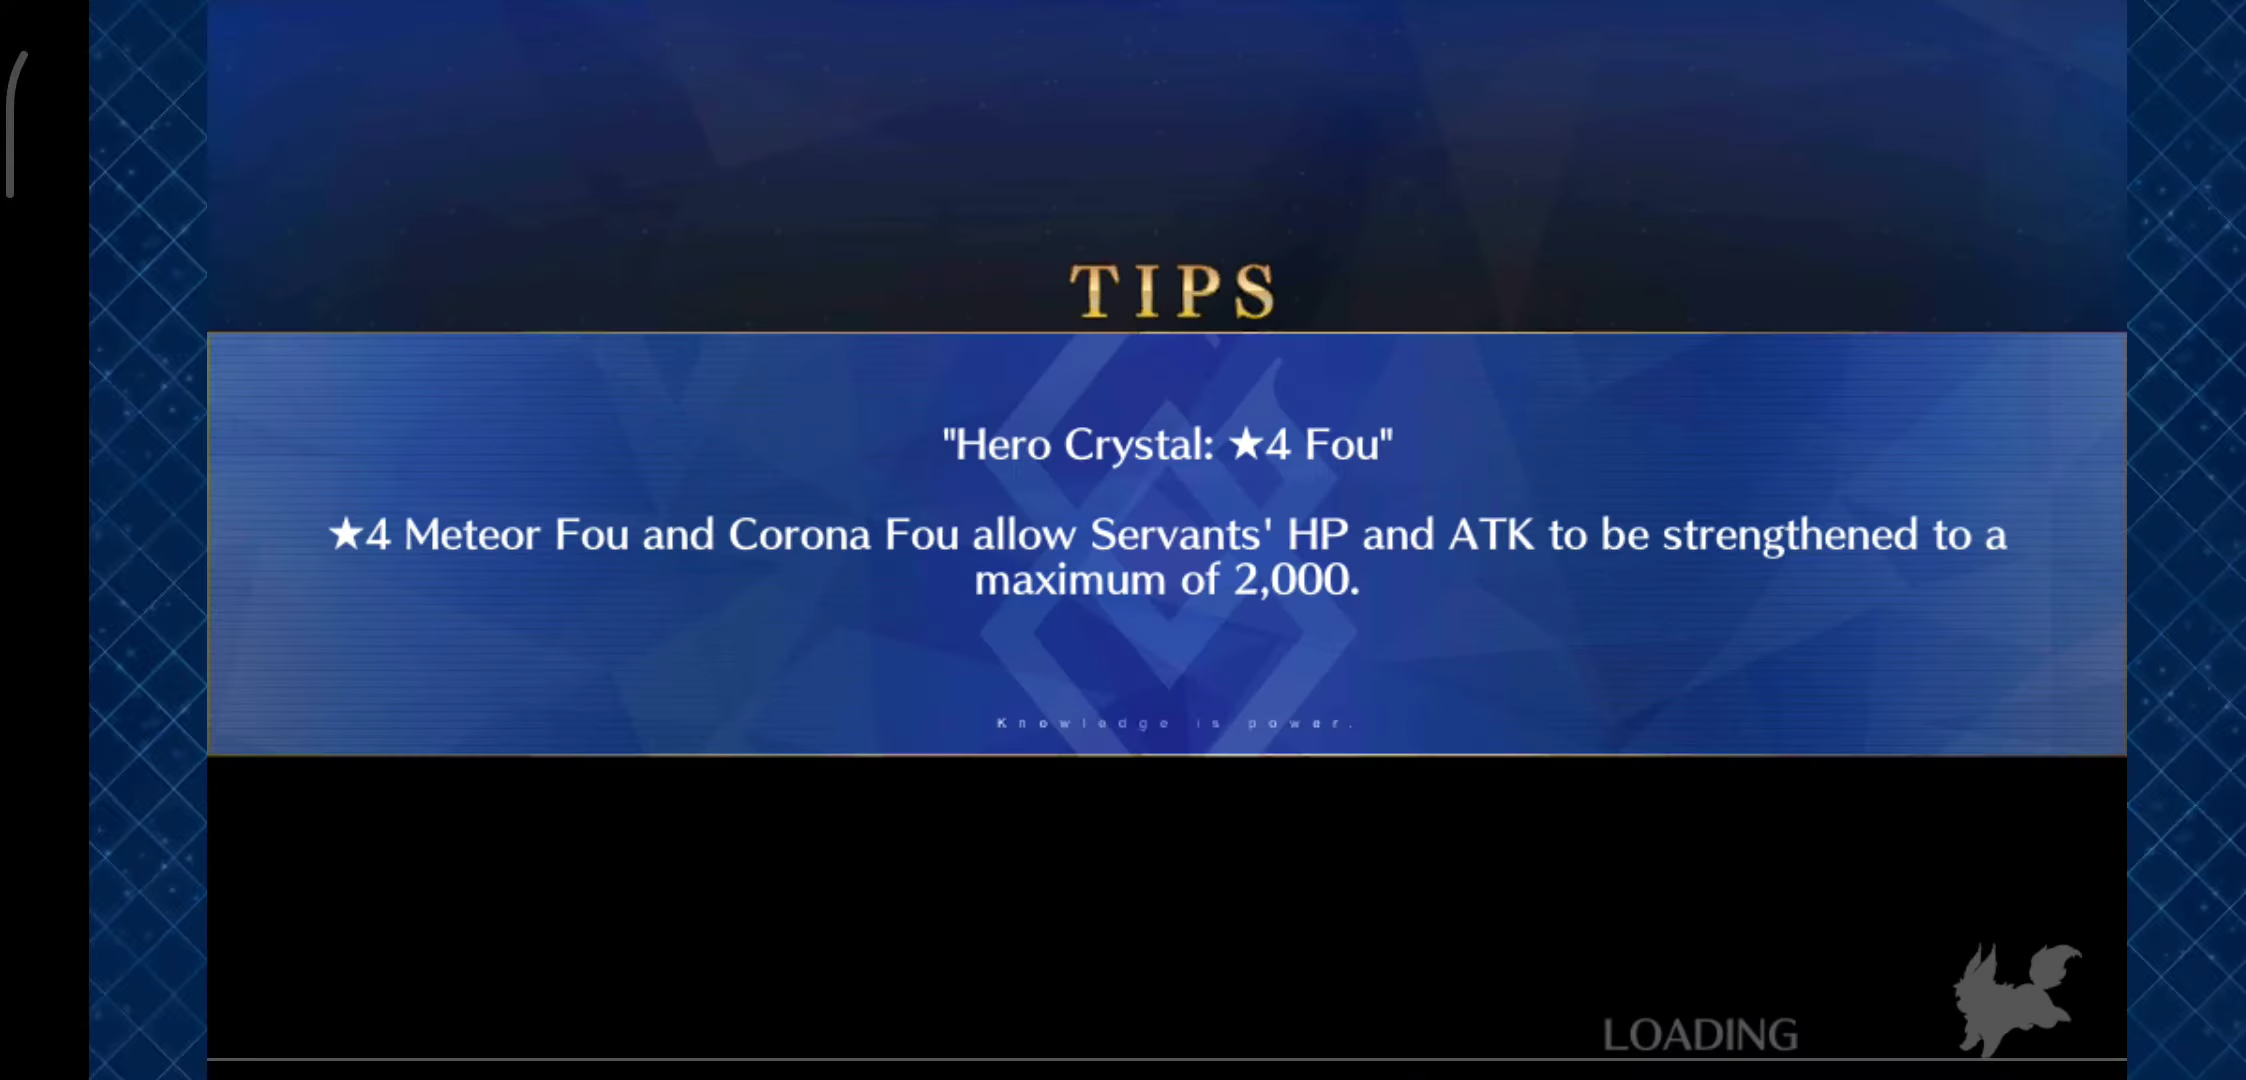 TIPS
"Hero Crystal: ★4 Fou"
★4 Meteor Fou and Corona Fou allow Servants' HP and ATK to be strengthened to a
maximum of 2,000.
Knowledge is power.
LOADING